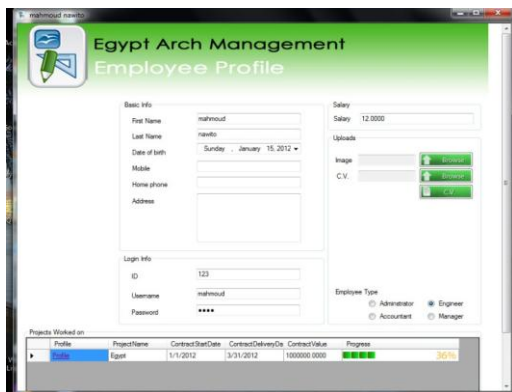 mahmoud nawito
Egypt Arch Management
Employee Profile
Basic Info
First Name mahmoud
Last Name nawito
Date of birth Sunday , January 15, 2012
Mobile
Home phone
Address
Salary
Salary 12.0000
Uploads
Image Browse
C.V. Browse
C.V.
Login Info
ID 123
Username mahmoud
Password ••••
Employee Type
Adminstrator Engineer
Accountant Manager
Projects Worked on
Profile ProjectName ContractStartDate ContractDeliveryDa ContractValue Progress
Profile Egypt 1/1/2012 3/31/2012 1000000.0000 36%